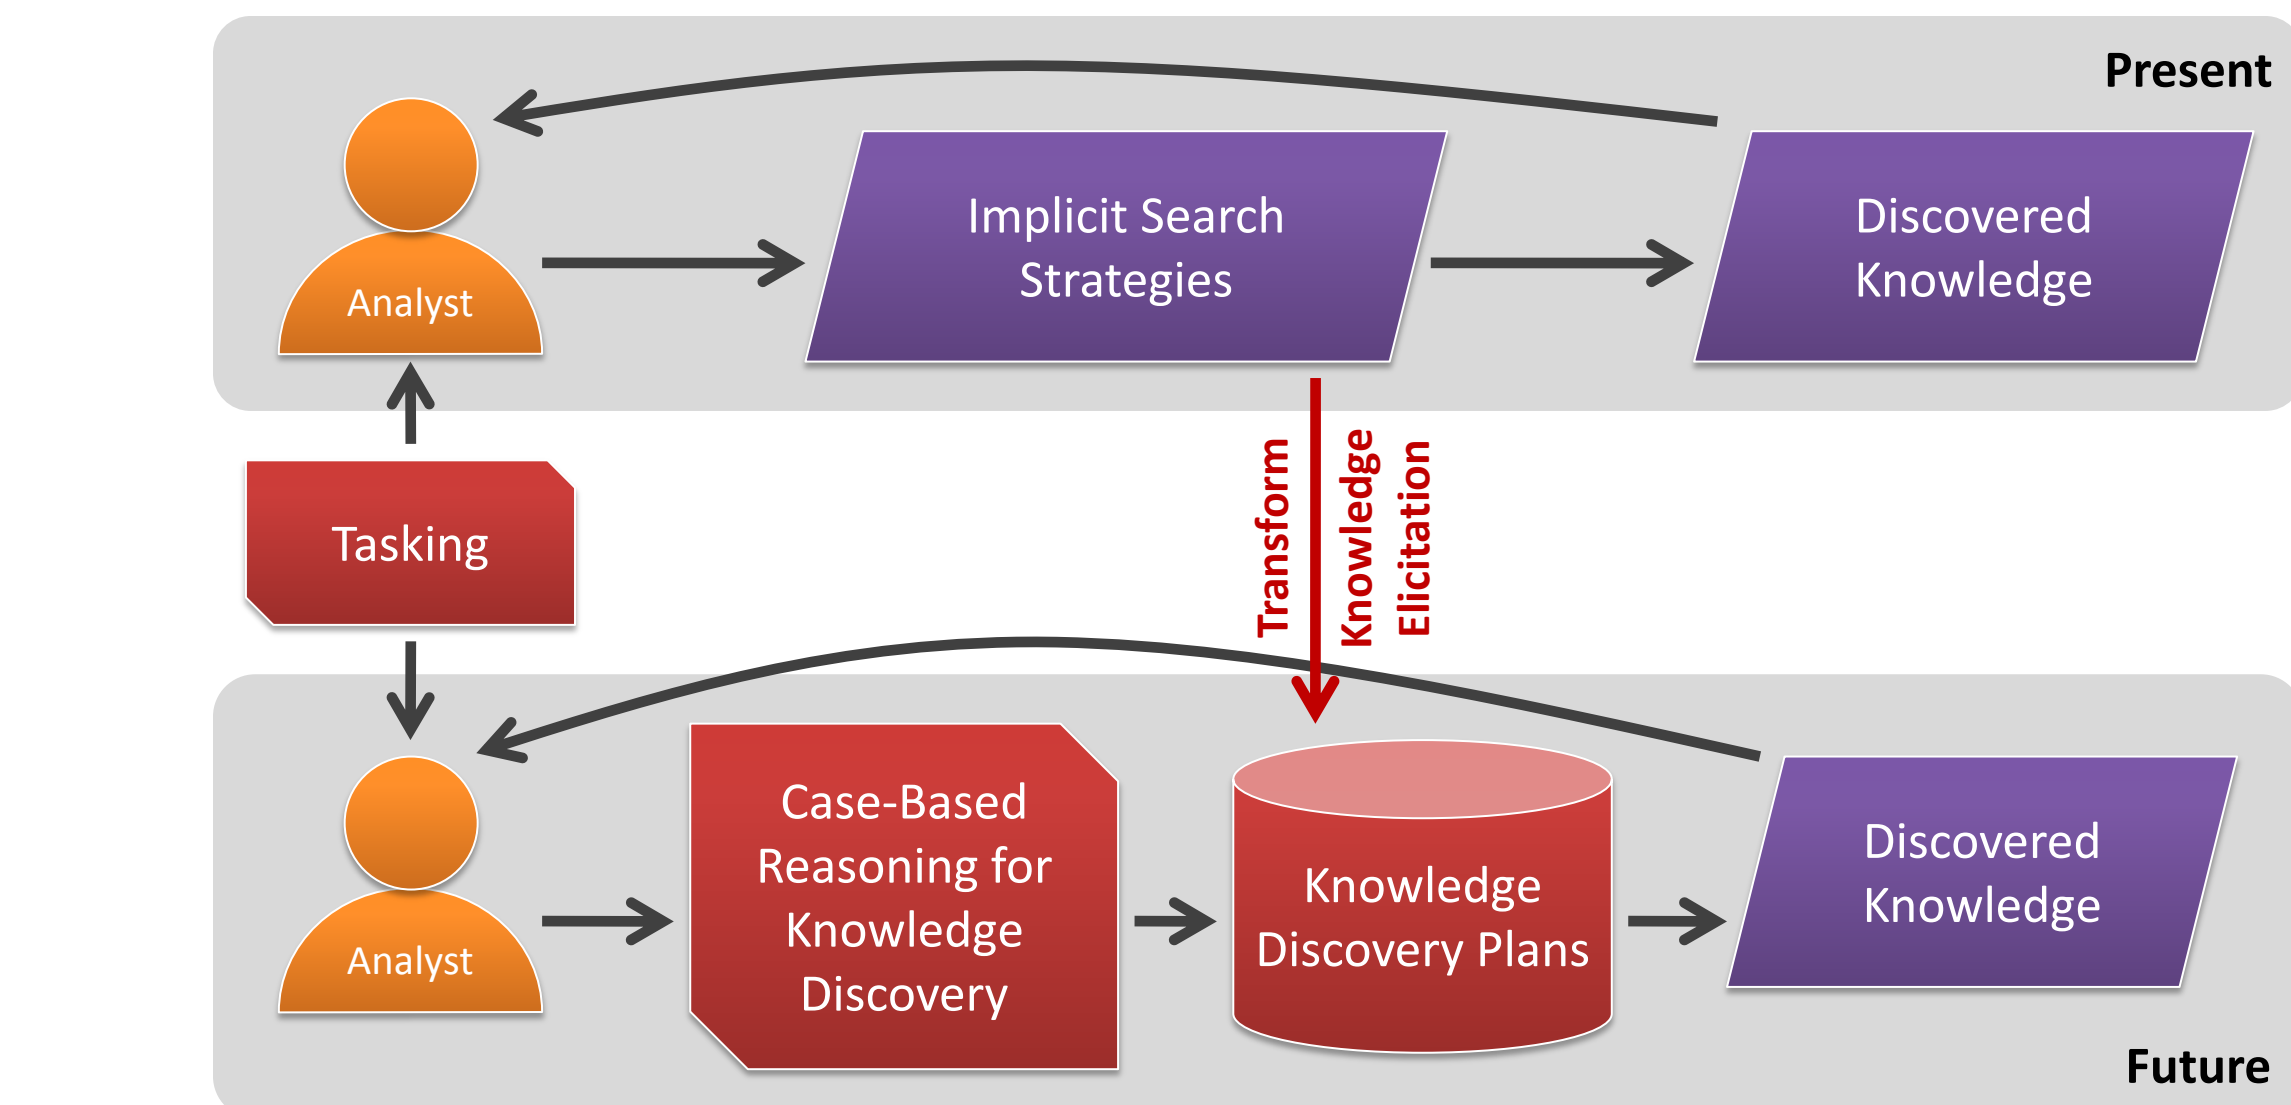 Present
Analyst
Implicit Search
Strategies
Discovered
Knowledge
Tasking
Transform
Knowledge
Elicitation
Analyst
Case-Based
Reasoning for
Knowledge
Discovery
Knowledge
Discovery Plans
Discovered
Knowledge
Future